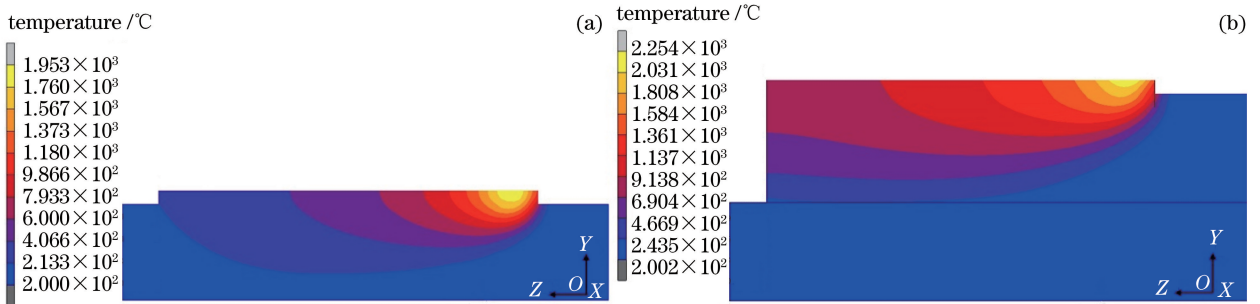 temperature /℃
(a)
1.953×10³
1.760×10³
1.567×10³
1.373×10³
1.180×10³
9.866×10²
7.933×10²
6.000×10²
4.066×10²
2.133×10²
2.000×10²
Y
Z O X
temperature /℃
(b)
2.254×10³
2.031×10³
1.808×10³
1.584×10³
1.361×10³
1.137×10³
9.138×10²
6.904×10²
4.669×10²
2.435×10²
2.002×10²
Y
Z O X